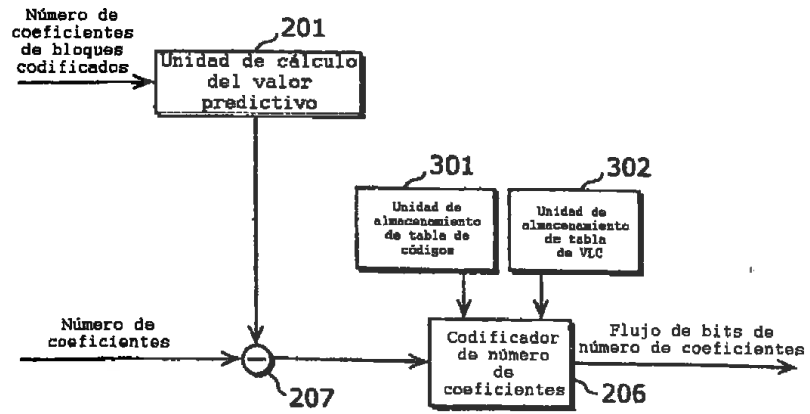 Número de
coeficientes
de bloques
codificados
201
Unidad de cálculo
del valor
predictivo
301
Unidad de
almacenamiento
de tabla de
códigos
302
Unidad de
almacenamiento
de tabla
de VLC
Número de
coeficientes
207
Codificador
de número
de
coeficientes
206
Flujo de bits de
número de coeficientes